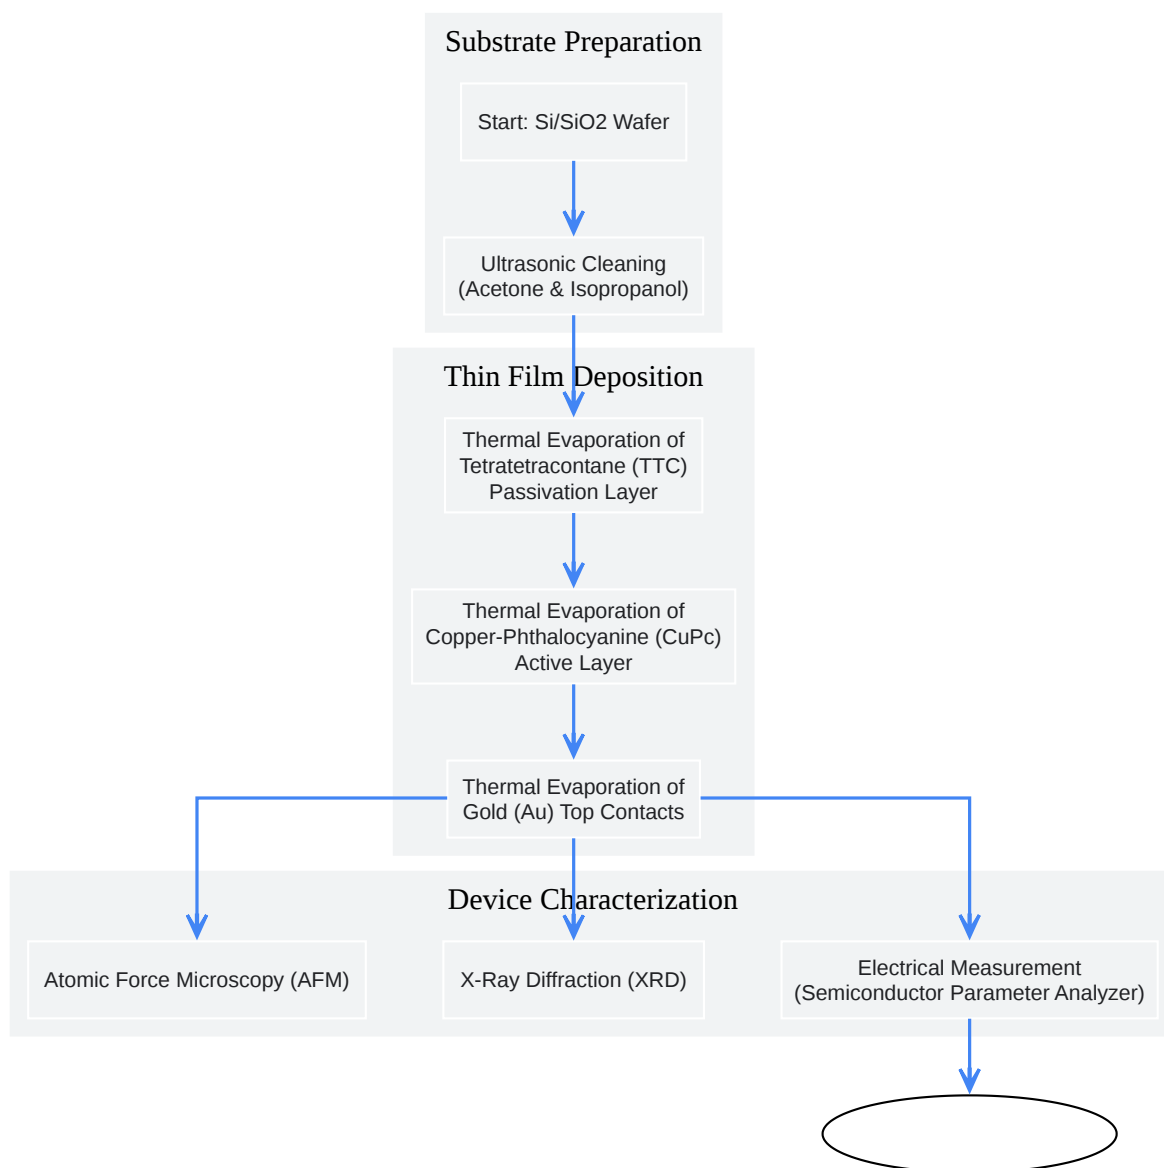 Substrate Preparation
Start: Si/SiO2 Wafer
Ultrasonic Cleaning
(Acetone & Isopropanol)
Thin Film Deposition
Thermal Evaporation of
Tetratetracontane (TTC)
Passivation Layer
Thermal Evaporation of
Copper-Phthalocyanine (CuPc)
Active Layer
Thermal Evaporation of
Gold (Au) Top Contacts
Device Characterization
Atomic Force Microscopy (AFM)
X-Ray Diffraction (XRD)
Electrical Measurement
(Semiconductor Parameter Analyzer)